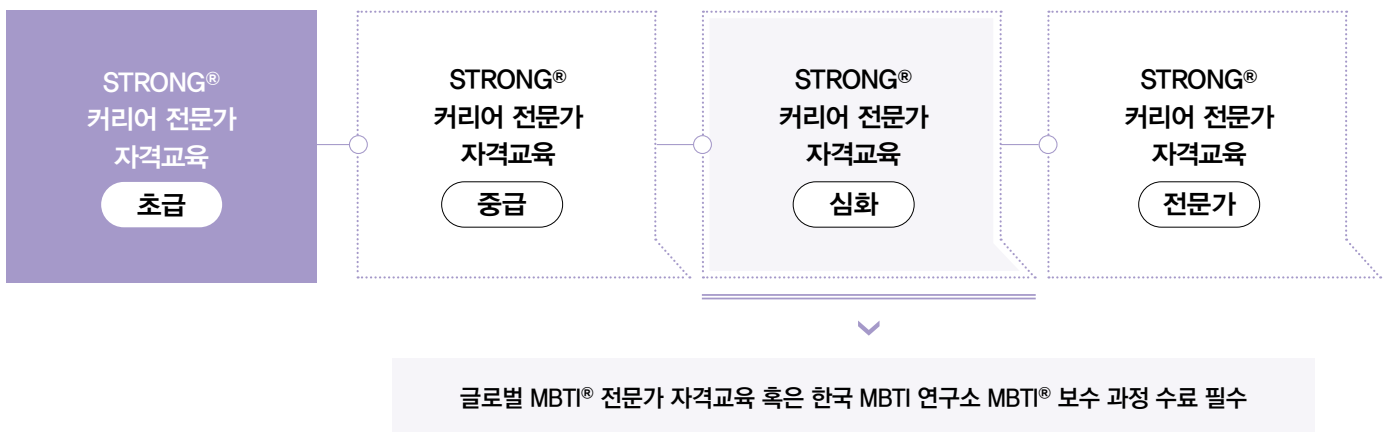 STRONG®
커리어 전문가
자격교육
초급
STRONG®
커리어 전문가
자격교육
중급
STRONG®
커리어 전문가
자격교육
심화
STRONG®
커리어 전문가
자격교육
전문가
글로벌 MBTI® 전문가 자격교육 혹은 한국 MBTI 연구소 MBTI® 보수 과정 수료 필수